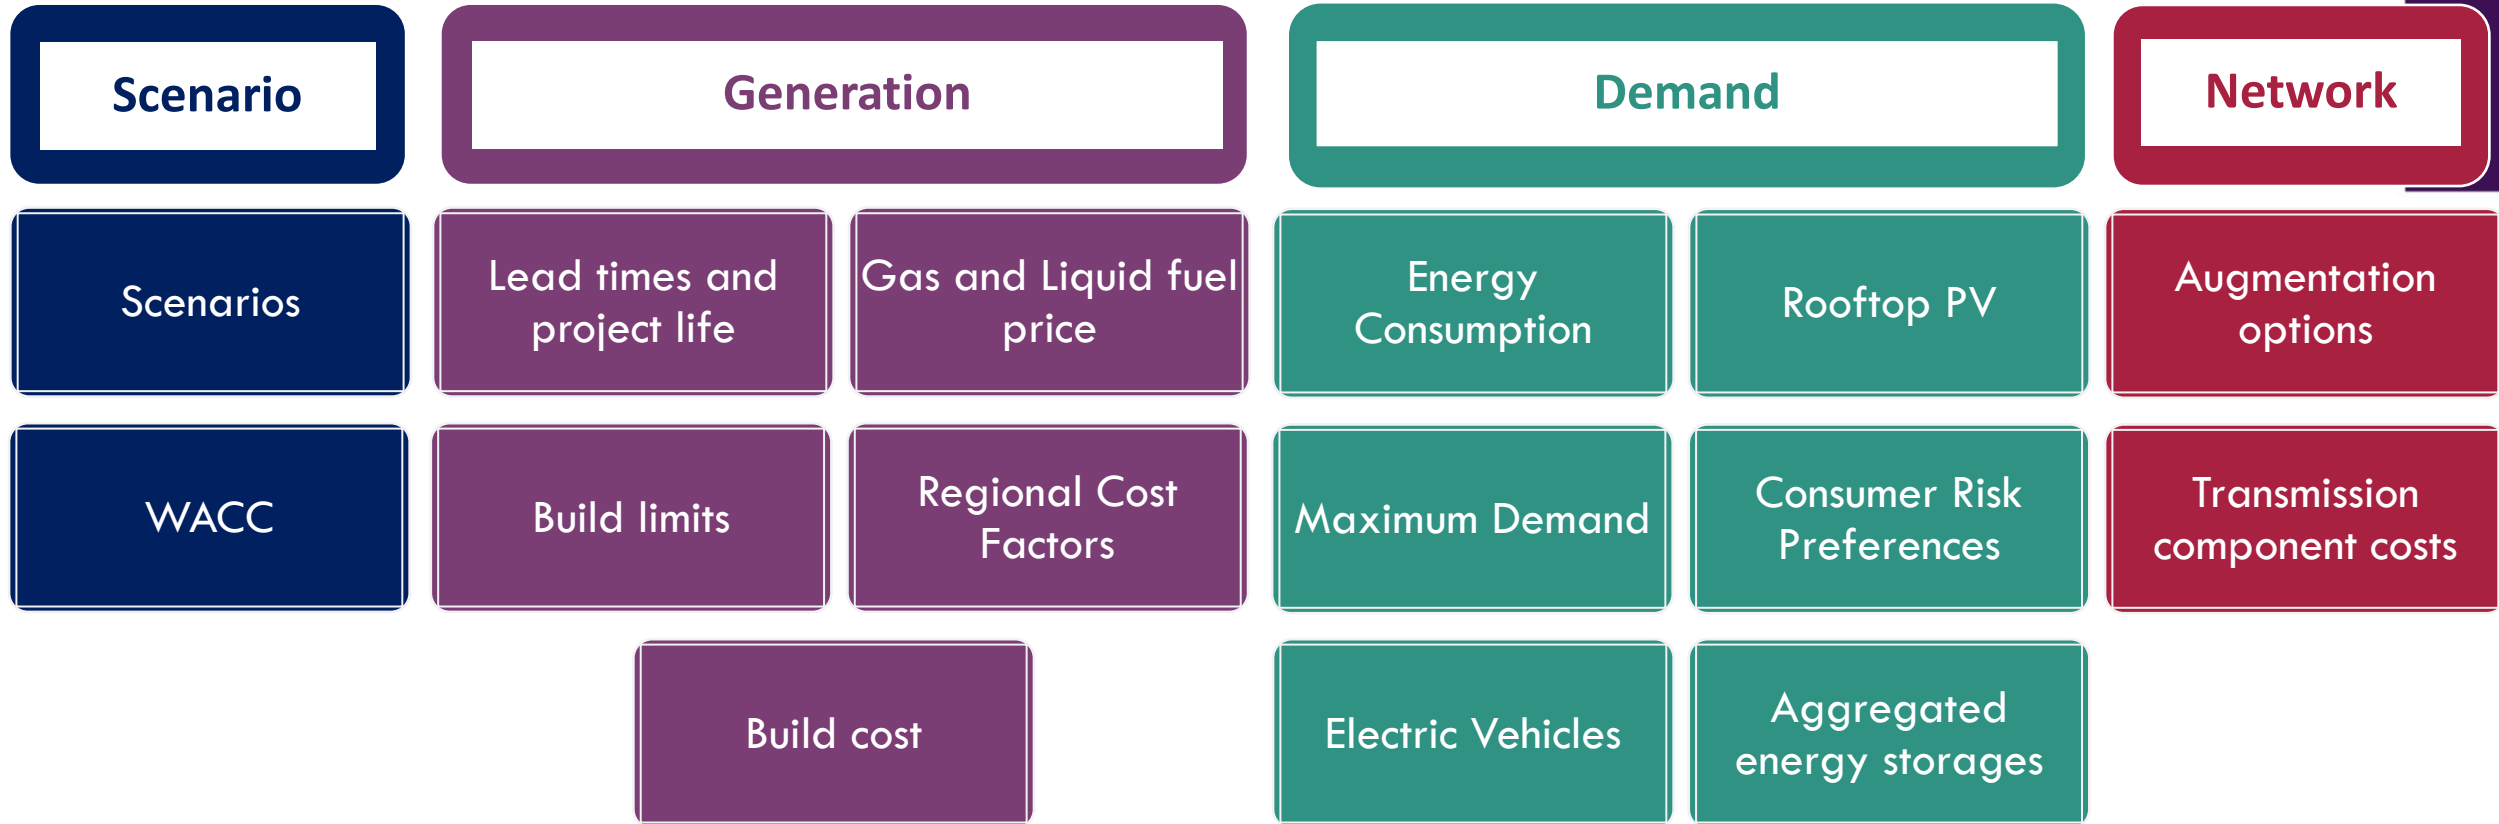 Scenario
Generation
Demand
Network
Scenarios
Lead times and
project life
Gas and Liquid fuel
price
Energy
Consumption
Rooftop PV
Augmentation
options
WACC
Build limits
Regional Cost
Factors
Maximum Demand
Consumer Risk
Preferences
Transmission
component costs
Build cost
Electric Vehicles
Aggregated
energy storages